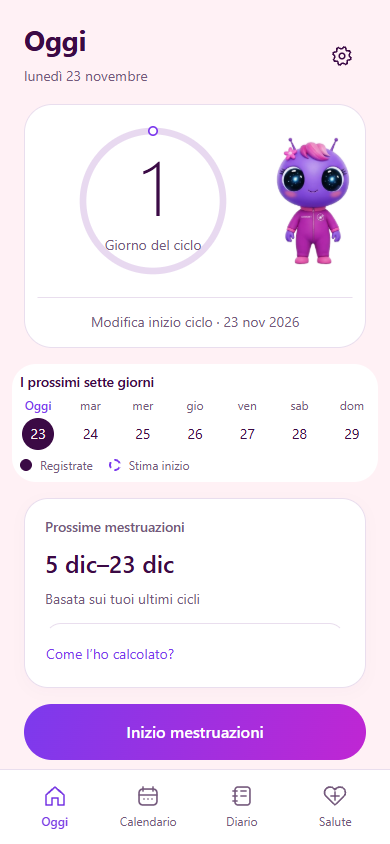 Oggi
lunedì 23 novembre
1
Giorno del ciclo
Modifica inizio ciclo · 23 nov 2026
I prossimi sette giorni
Oggi mar mer gio ven sab dom
23 24 25 26 27 28 29
Registrate Stima inizio
Prossime mestruazioni
5 dic–23 dic
Basata sui tuoi ultimi cicli
Come l’ho calcolato?
Inizio mestruazioni
Oggi Calendario Diario Salute